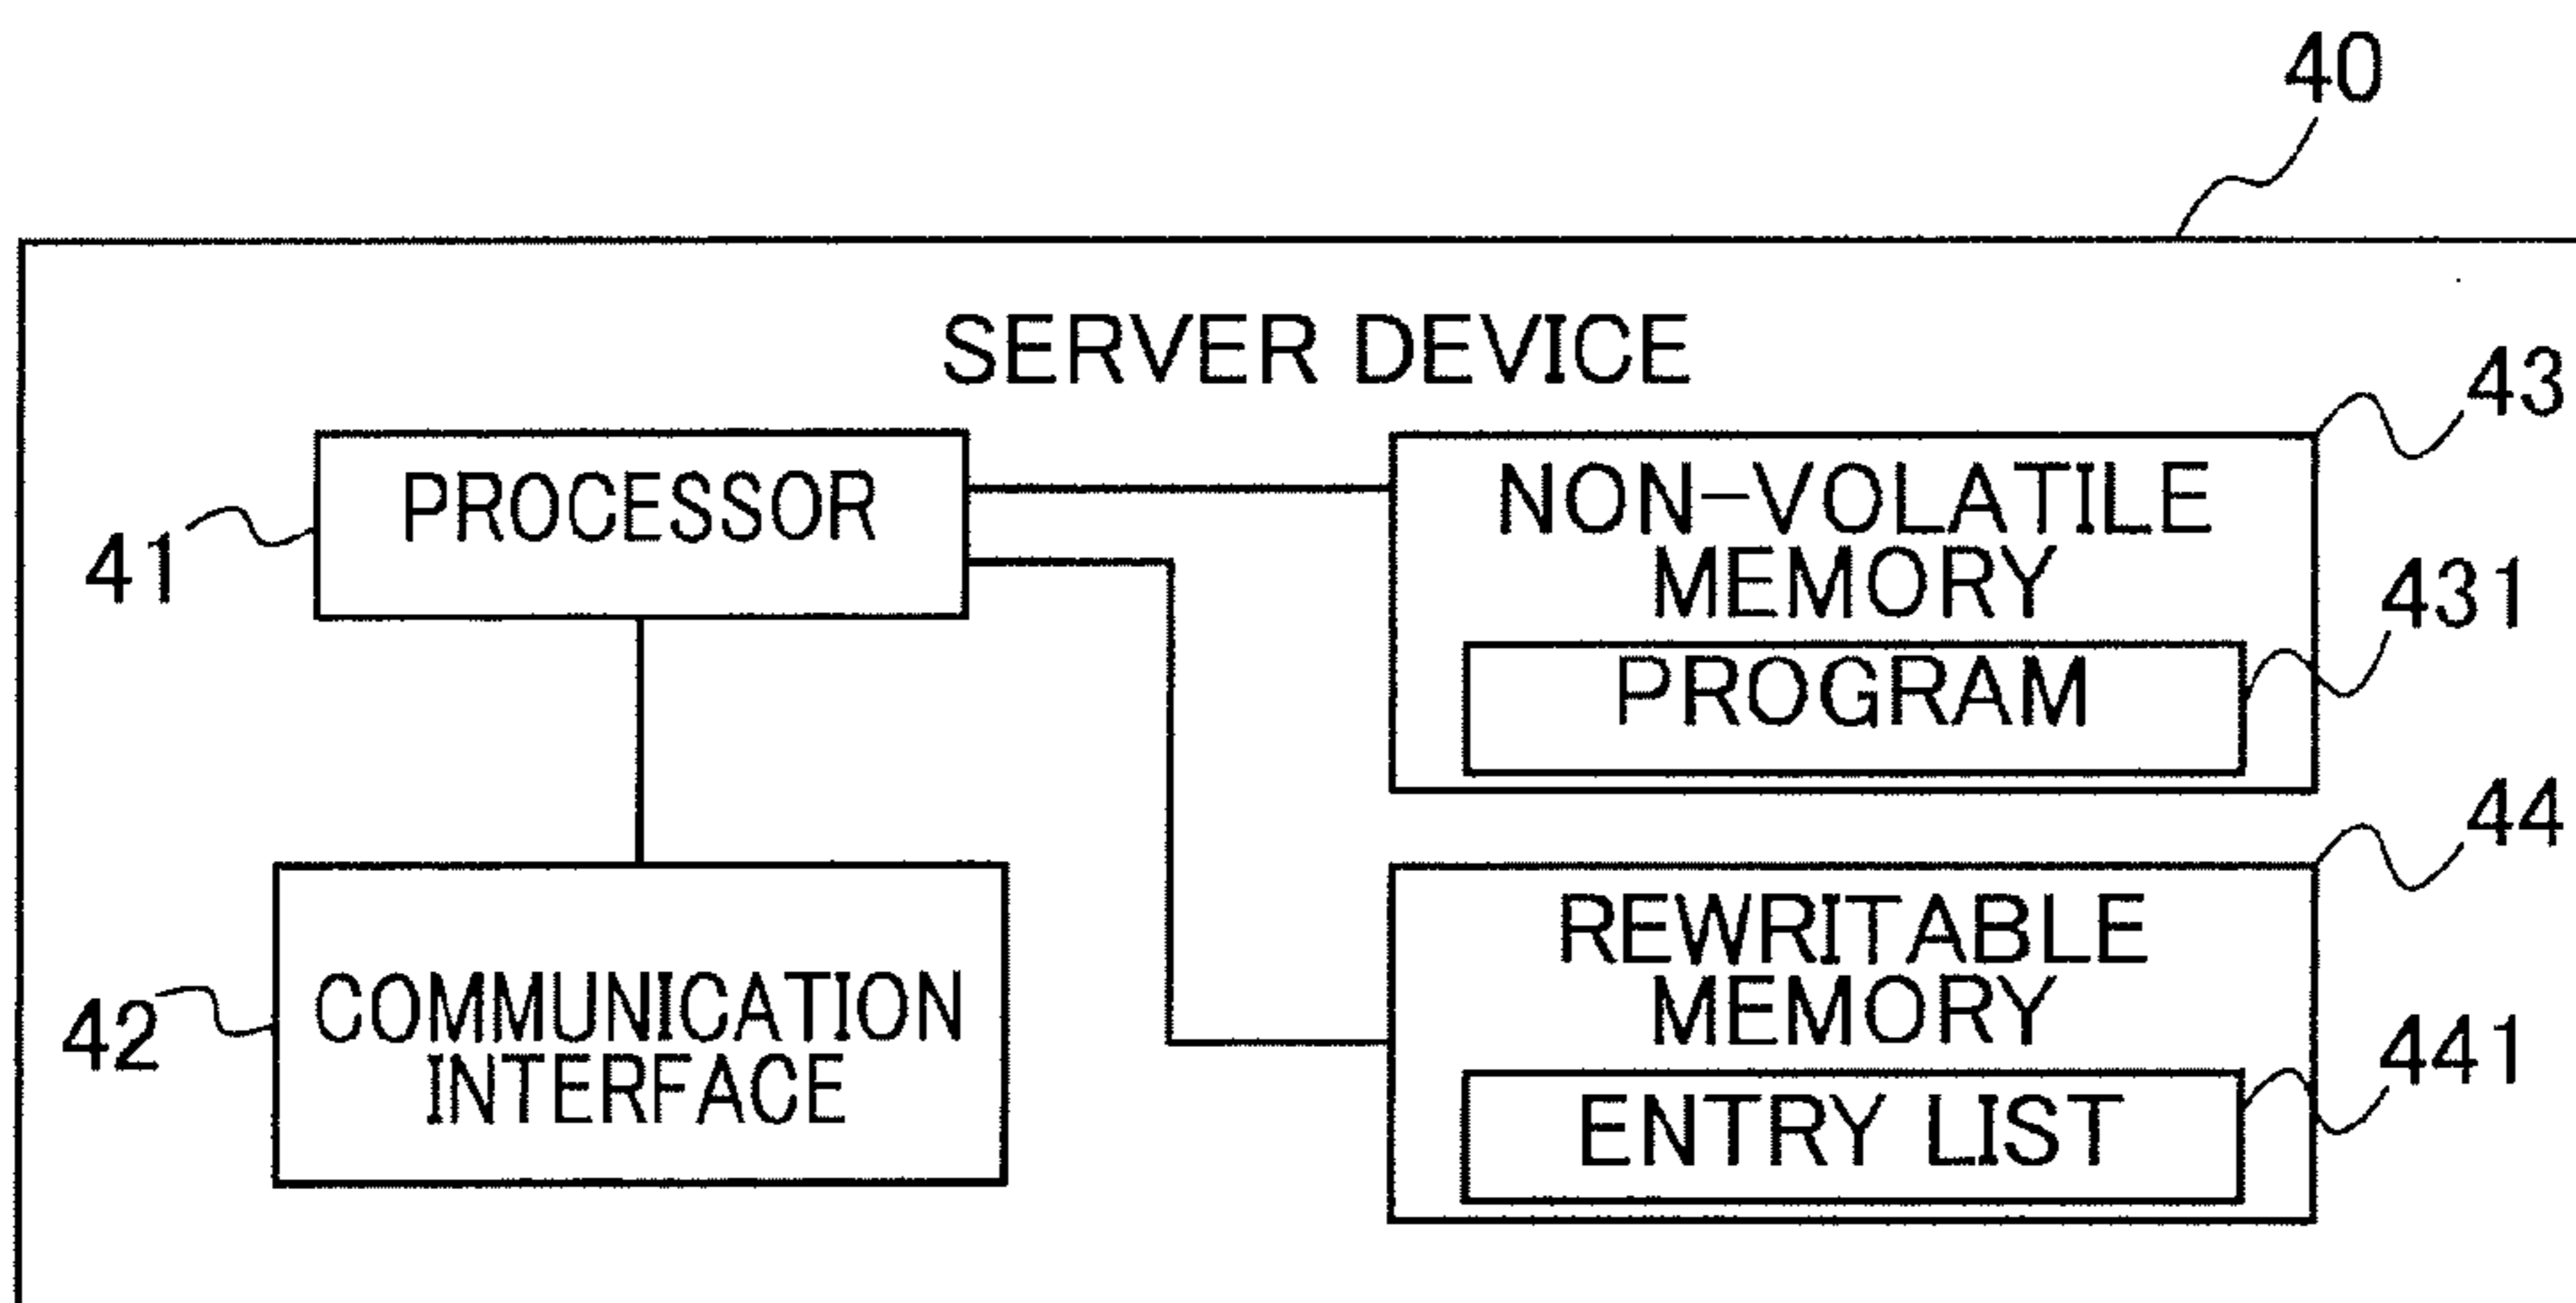 40
SERVER DEVICE
43
PROCESSOR
41
NON-VOLATILE
MEMORY
431
PROGRAM
44
COMMUNICATION
INTERFACE
42
REWRITABLE
MEMORY
441
ENTRY LIST